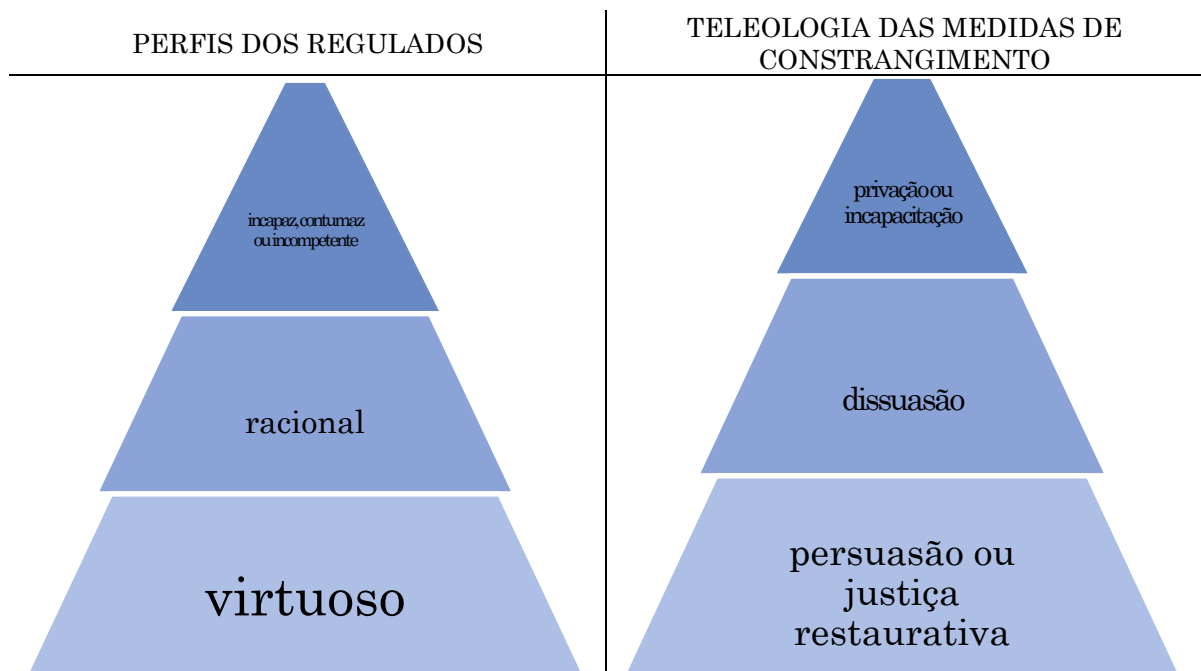 PERFIS DOS REGULADOS
TELEOLOGIA DAS MEDIDAS DE
CONSTRANGIMENTO
incapaz, contumaz
ou incompetente
racional
virtuoso
privação ou
incapacitação
dissuasão
persuasão ou
justiça
restaurativa